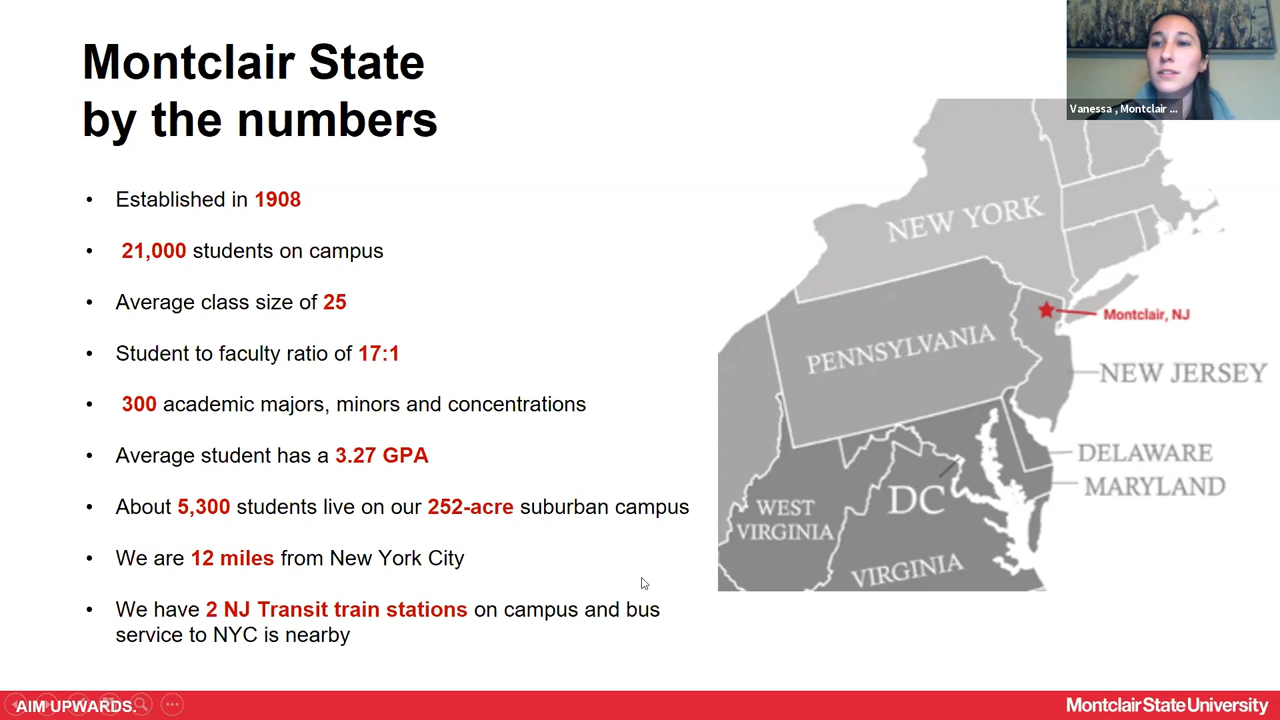 Montclair State
by the numbers
Vanessa , Montclair ...
• Established in 1908
• 21,000 students on campus
• Average class size of 25
• Student to faculty ratio of 17:1
• 300 academic majors, minors and concentrations
• Average student has a 3.27 GPA
• About 5,300 students live on our 252-acre suburban campus
• We are 12 miles from New York City
• We have 2 NJ Transit train stations on campus and bus
service to NYC is nearby
NEW YORK
Montclair, NJ
PENNSYLVANIA
NEW JERSEY
DELAWARE
MARYLAND
DC
WEST
VIRGINIA
VIRGINIA
AIM UPWARDS.
Montclair State University